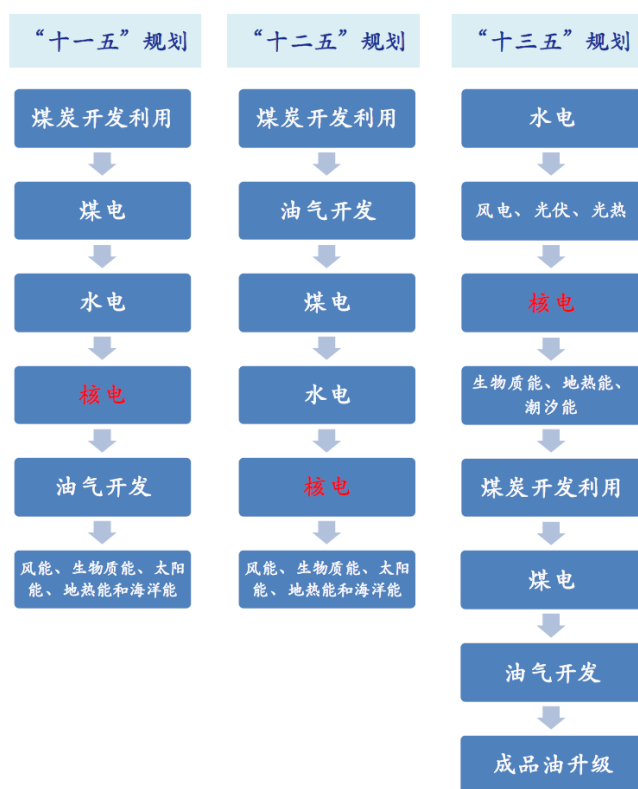 “十一五”规划
煤炭开发利用
煤电
水电
核电
油气开发
风能、生物质能、太阳
能、地热能和海洋能
“十二五”规划
煤炭开发利用
油气开发
煤电
水电
核电
风能、生物质能、太阳
能、地热能和海洋能
“十三五”规划
水电
风电、光伏、光热
核电
生物质能、地热能、
潮汐能
煤炭开发利用
煤电
油气开发
成品油升级